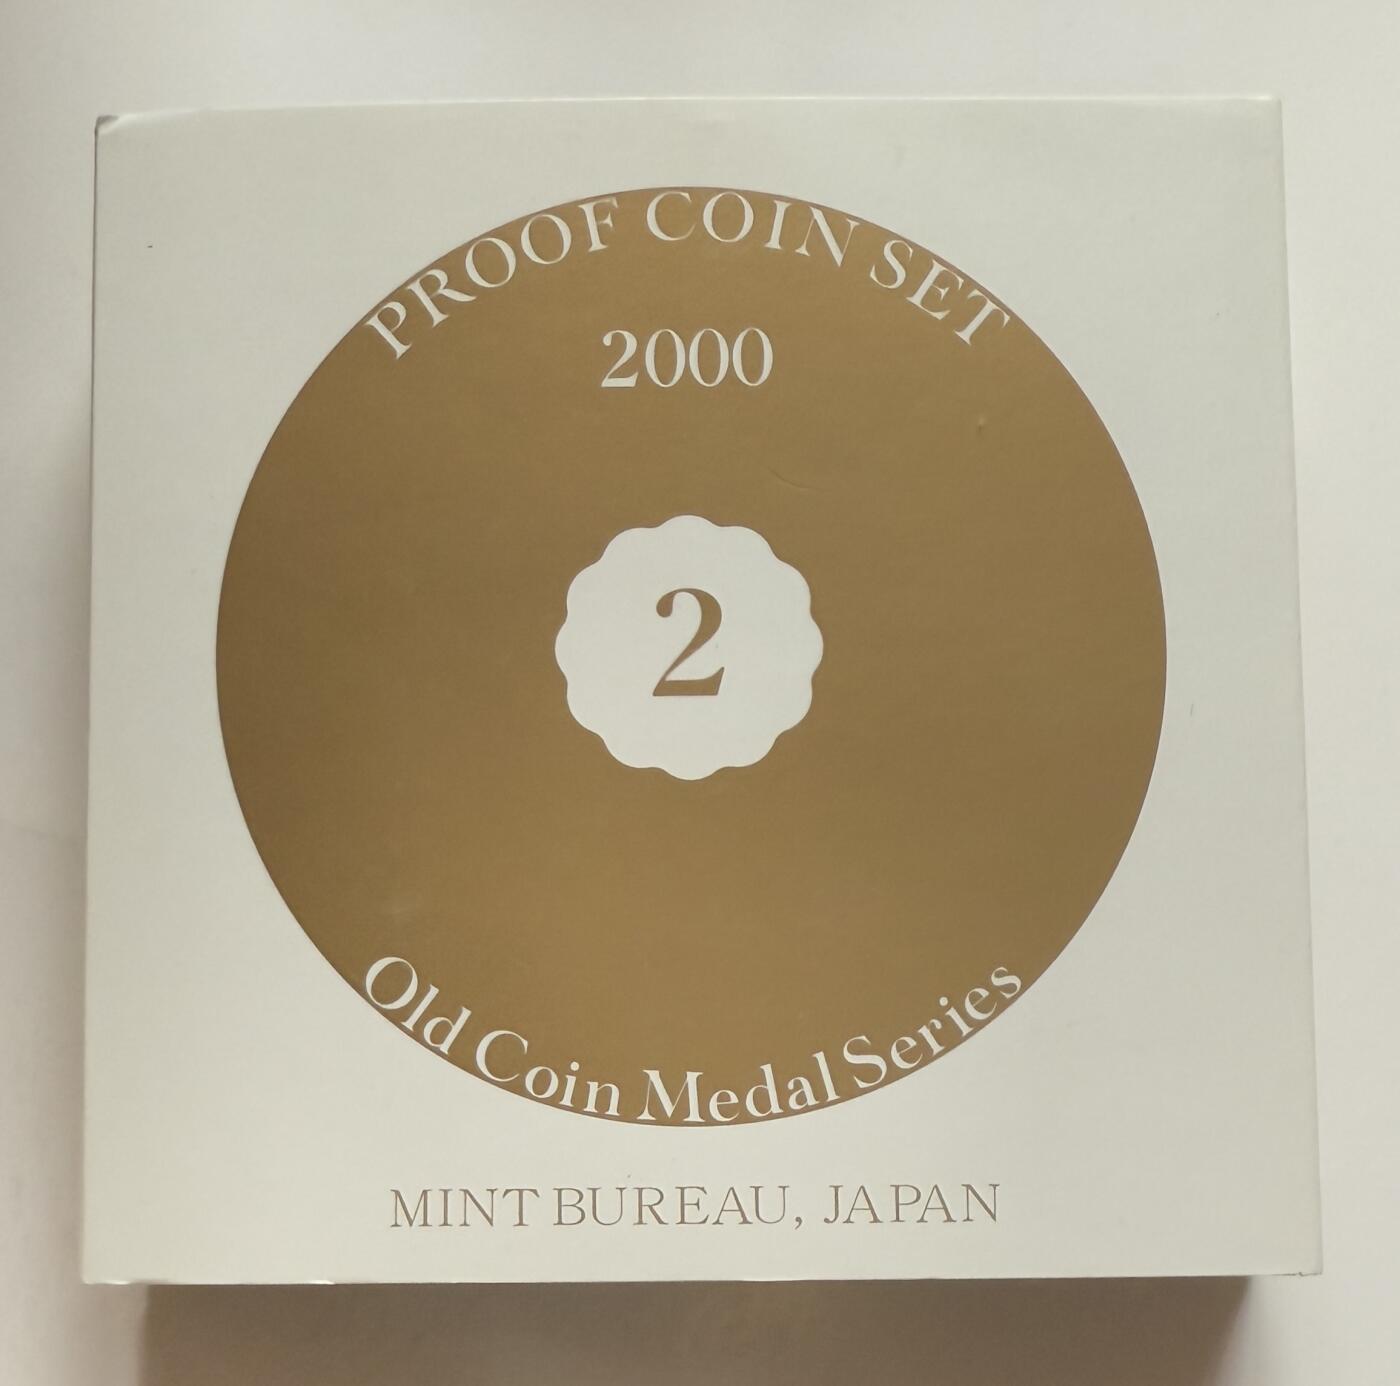 PROOF COIN SET
2000
2
Old Coin Medal Series
MINT BUREAU, JAPAN